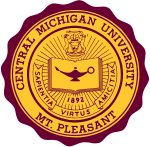 CENTRAL MICHIGAN UNIVERSITY
SAPIENTIA
VIRTUS
AMICITIA
1892
MT. PLEASANT